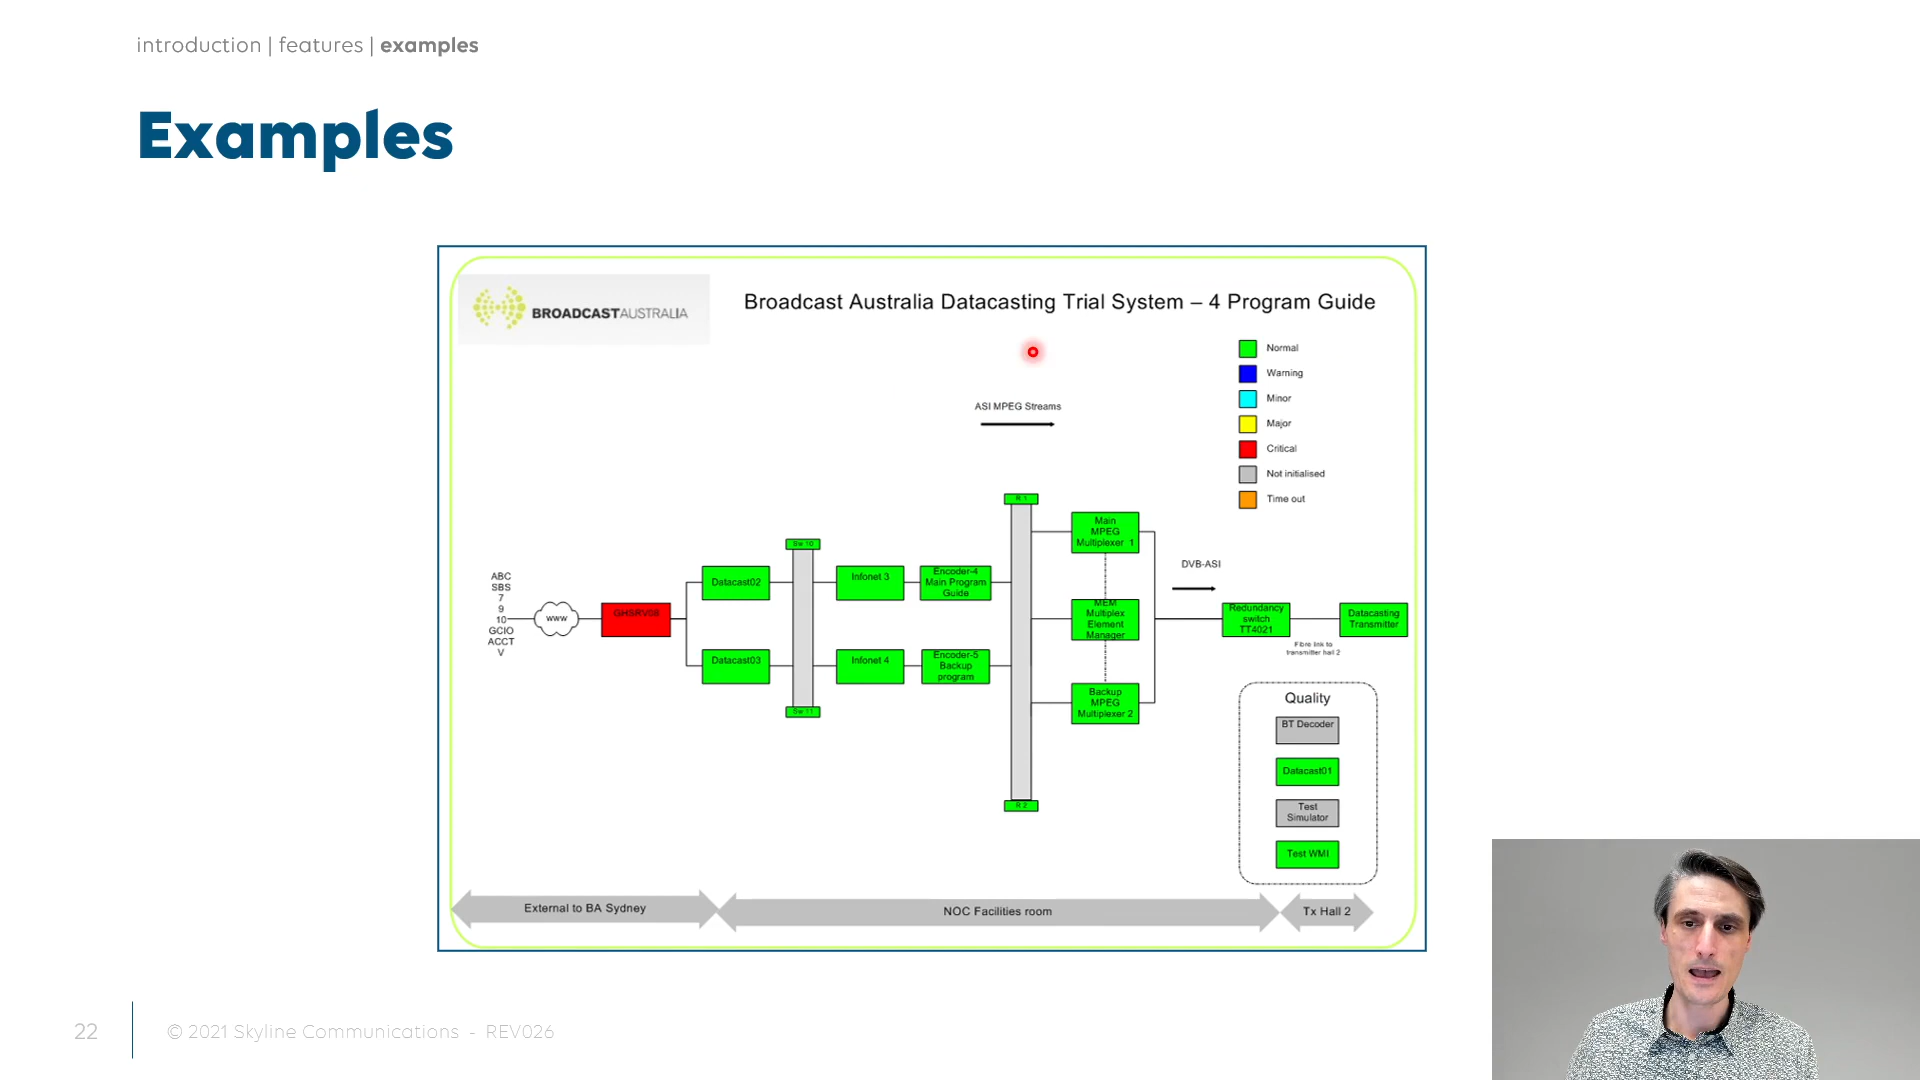 introduction | features | examples
Examples
BROADCASTAUSTRALIA
Broadcast Australia Datacasting Trial System – 4 Program Guide
Normal
Warning
Minor
Major
Critical
Not initialised
Time out
ASI MPEG Streams
R 1
Main
MPEG
Multiplexer 1
Sw 10
DVB-ASI
ABC
SBS
7
9
10
GCIO
ACCT
V
www
GHSRV08
Datacast02
Infonet 3
Encoder-4
Main Program
Guide
MEM
Multiplex
Element
Manager
Redundancy
switch
TT4021
Datacasting
Transmitter
Fibre link to
transmitter hall 2
Datacast03
Infonet 4
Encoder-5
Backup
program
Backup
MPEG
Multiplexer 2
Sw 11
R 2
Quality
BT Decoder
Datacast01
Test
Simulator
Test WMI
External to BA Sydney
NOC Facilities room
Tx Hall 2
22
© 2021 Skyline Communications - REV026